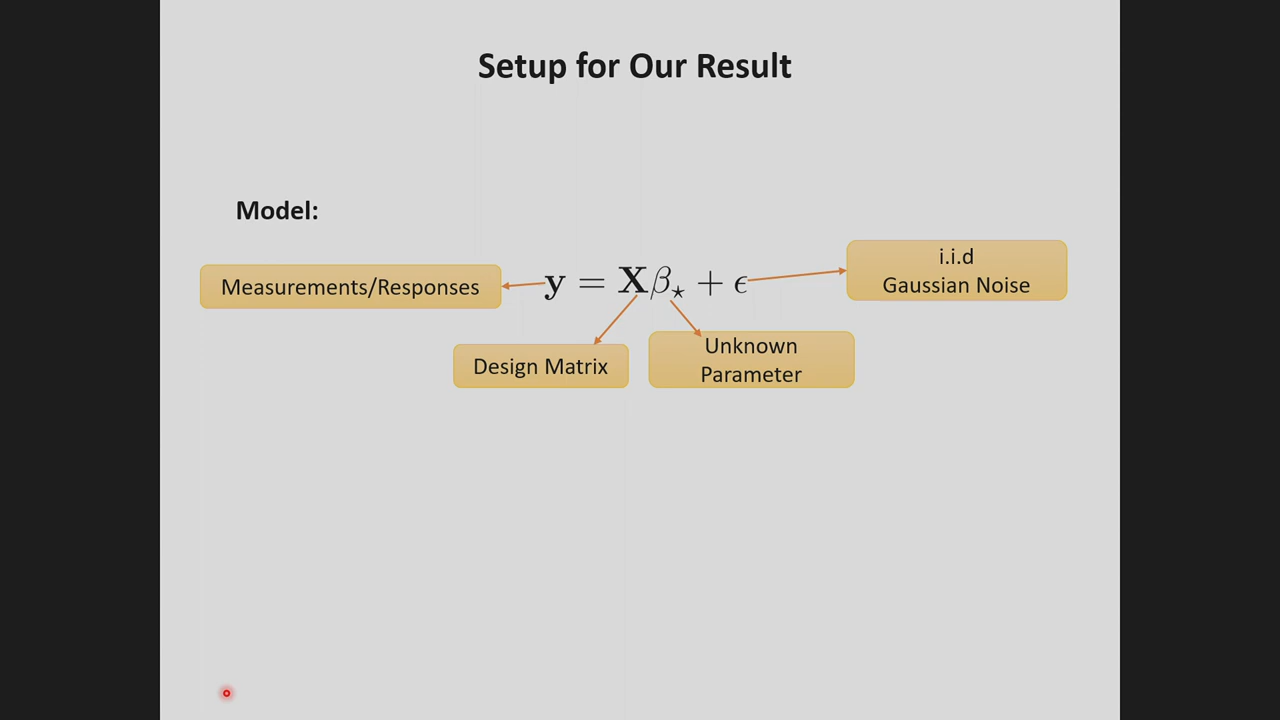 Setup for Our Result
Model:
Measurements/Responses
y = Xβ⋆ + ϵ
i.i.d
Gaussian Noise
Design Matrix
Unknown
Parameter